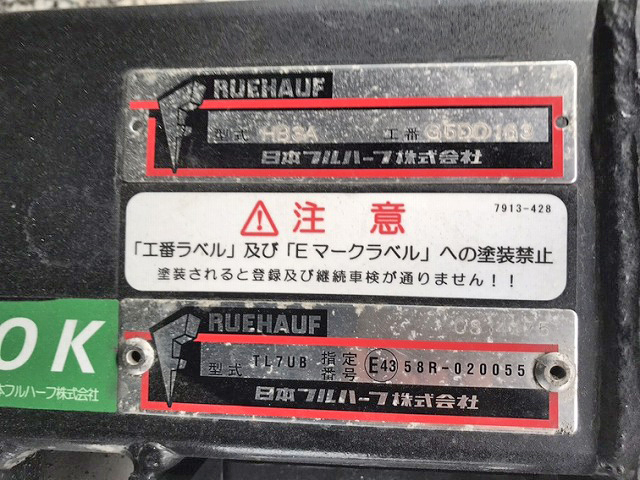 FRUEHAUF
型式 HB3A 工番
日本フルハーフ株式会社
注意 7913-428
「工番ラベル」及び「Eマークラベル」への塗装禁止
塗装されると登録及び継続車検が通りません!!
OK
本フルハーフ株式会社
FRUEHAUF
型式 TL7UB 指定番号 E43 58R-020055
日本フルハーフ株式会社